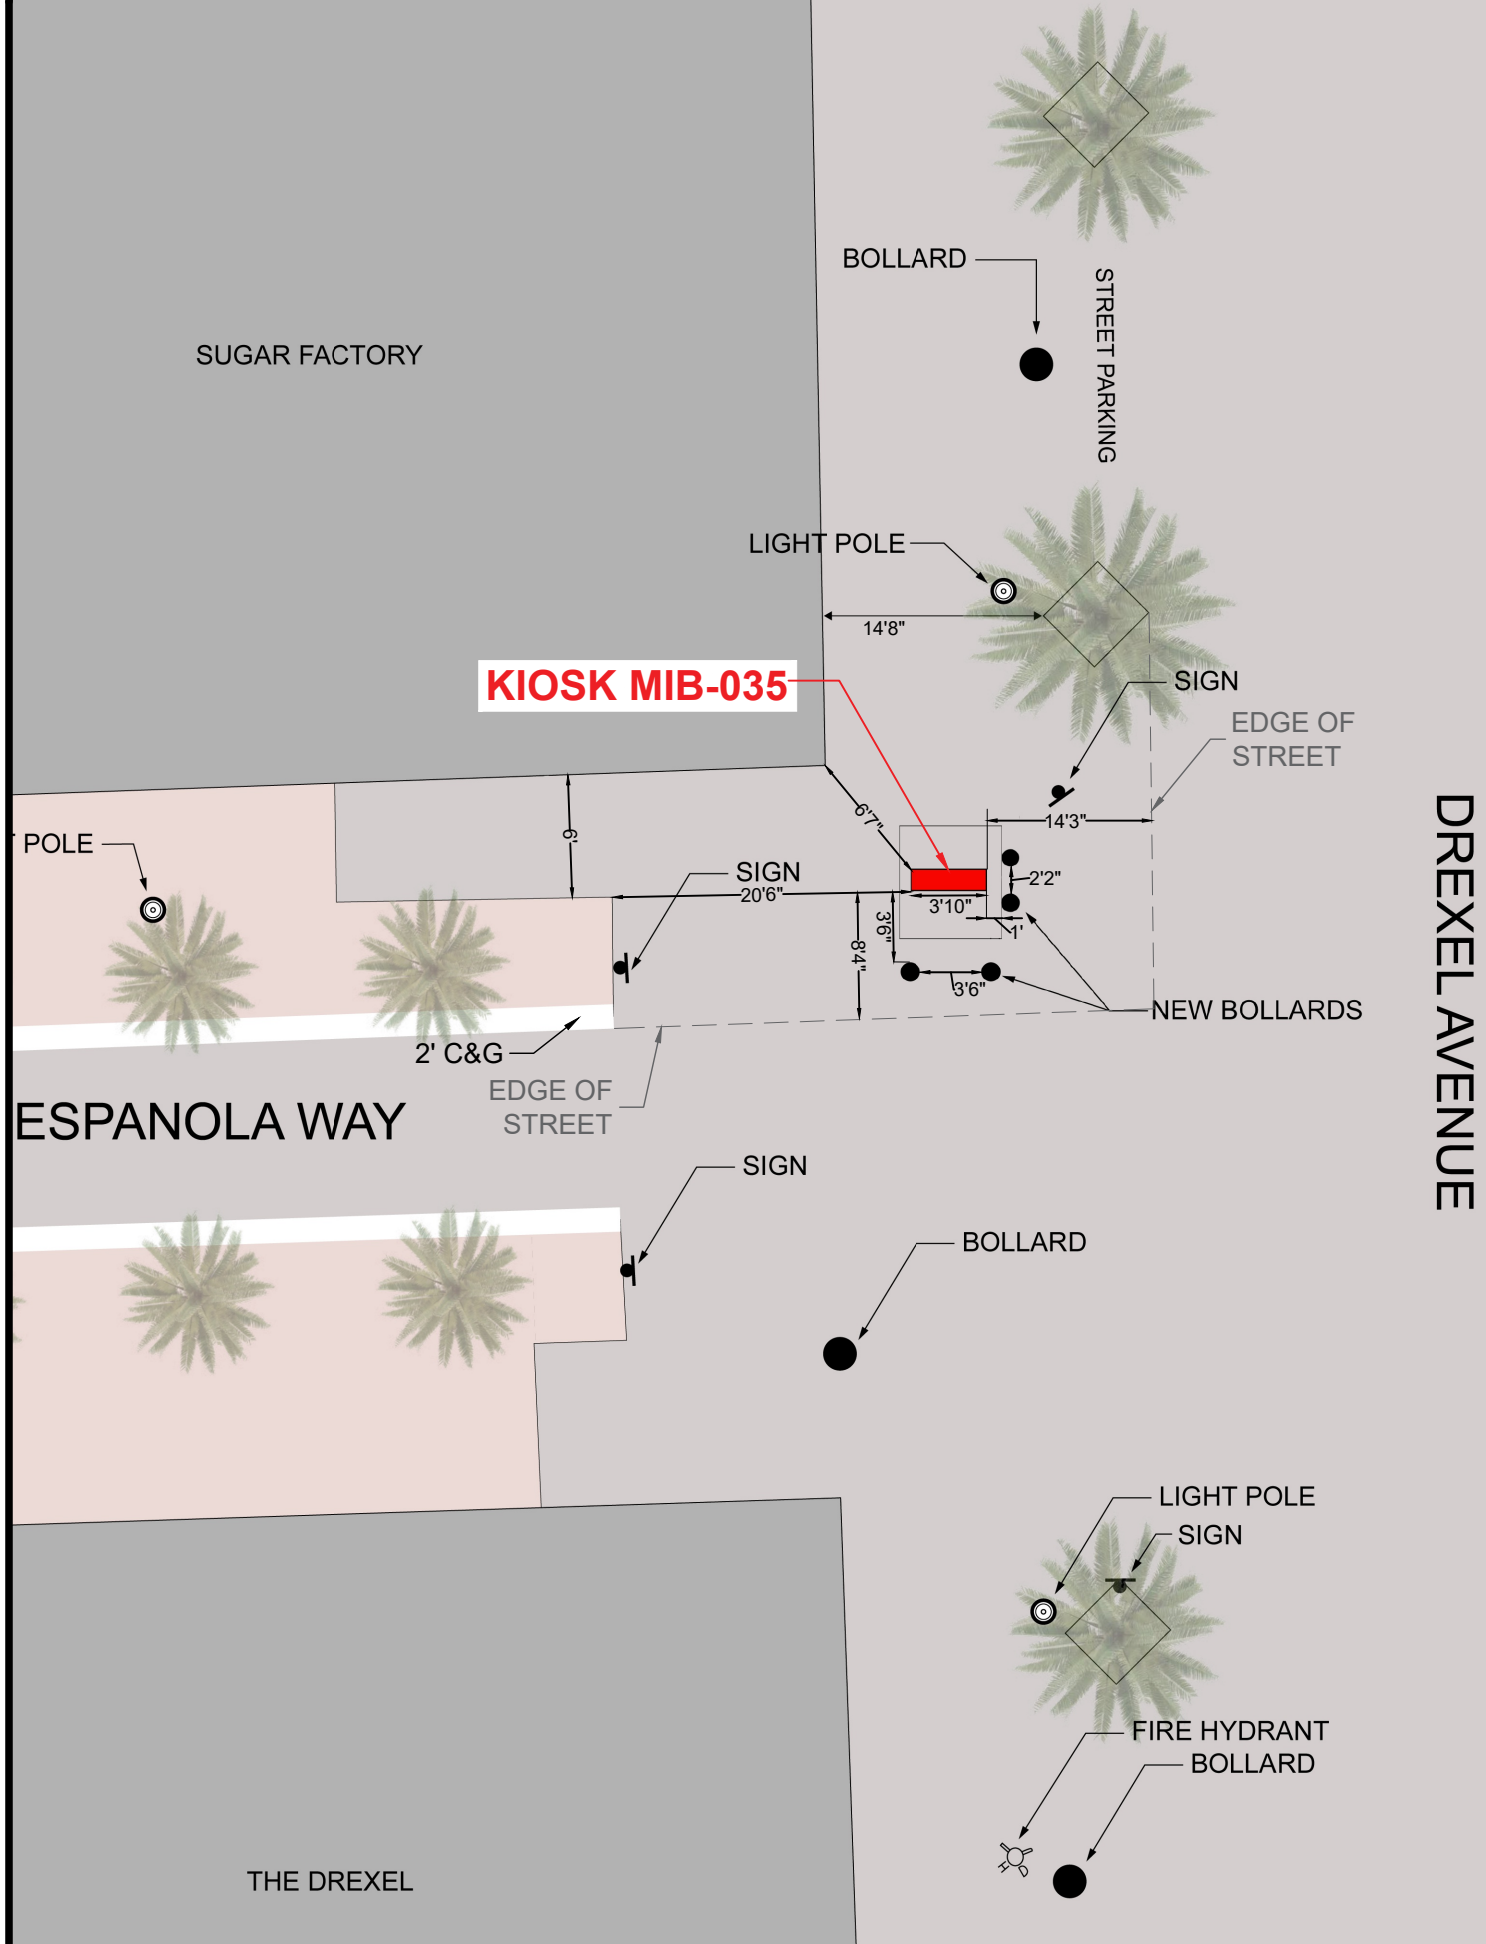 BOLLARD
STREET PARKING
SUGAR FACTORY
LIGHT POLE
14'8"
KIOSK MIB-035
SIGN
EDGE OF
STREET
6'7"
14'3"
6'
POLE
SIGN
20'6"
2'2"
3'10"
3'6"
1'
8'4"
3'6"
NEW BOLLARDS
DREXEL AVENUE
2' C&G
EDGE OF
STREET
ESPANOLA WAY
SIGN
BOLLARD
LIGHT POLE
SIGN
FIRE HYDRANT
BOLLARD
H
D
THE DREXEL